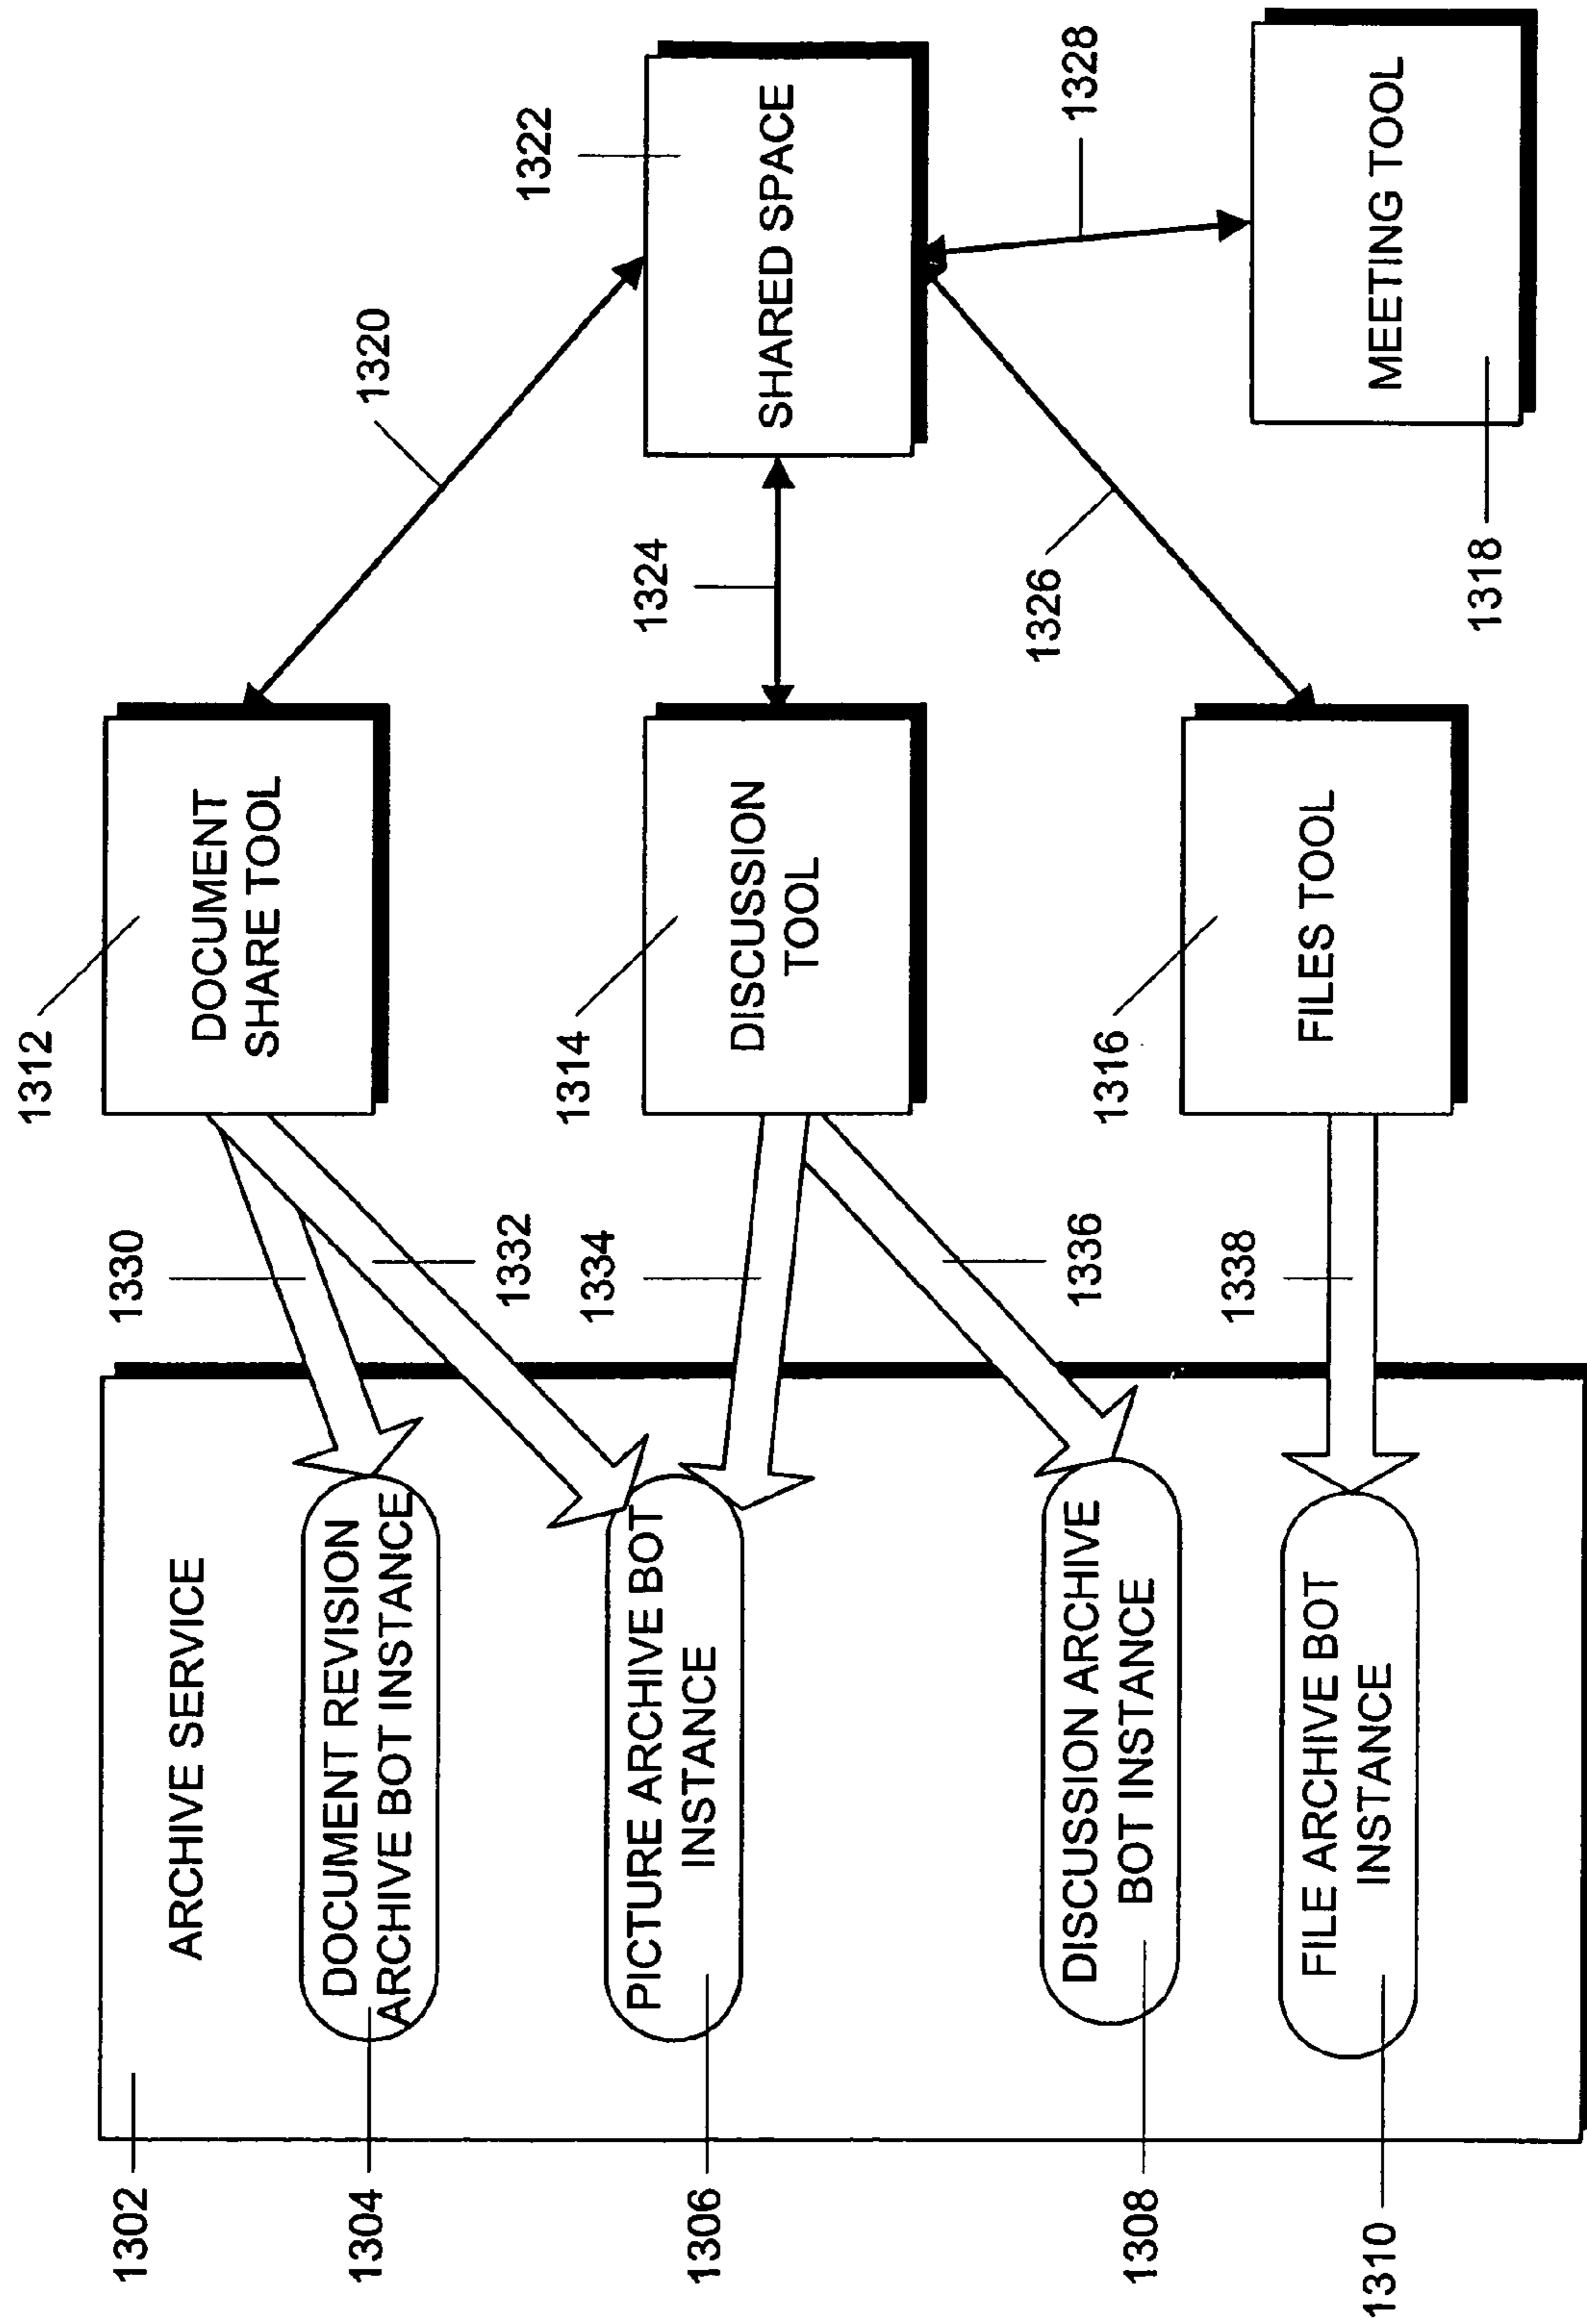 1302
ARCHIVE SERVICE
1304
DOCUMENT REVISION
ARCHIVE BOT INSTANCE
1306
PICTURE ARCHIVE BOT
INSTANCE
1308
DISCUSSION ARCHIVE
BOT INSTANCE
1310
FILE ARCHIVE BOT
INSTANCE
1330
1332
1334
1336
1338
1312
DOCUMENT
SHARE TOOL
1314
DISCUSSION
TOOL
1316
FILES TOOL
1320
1324
1326
1322
SHARED SPACE
1328
1318
MEETING TOOL